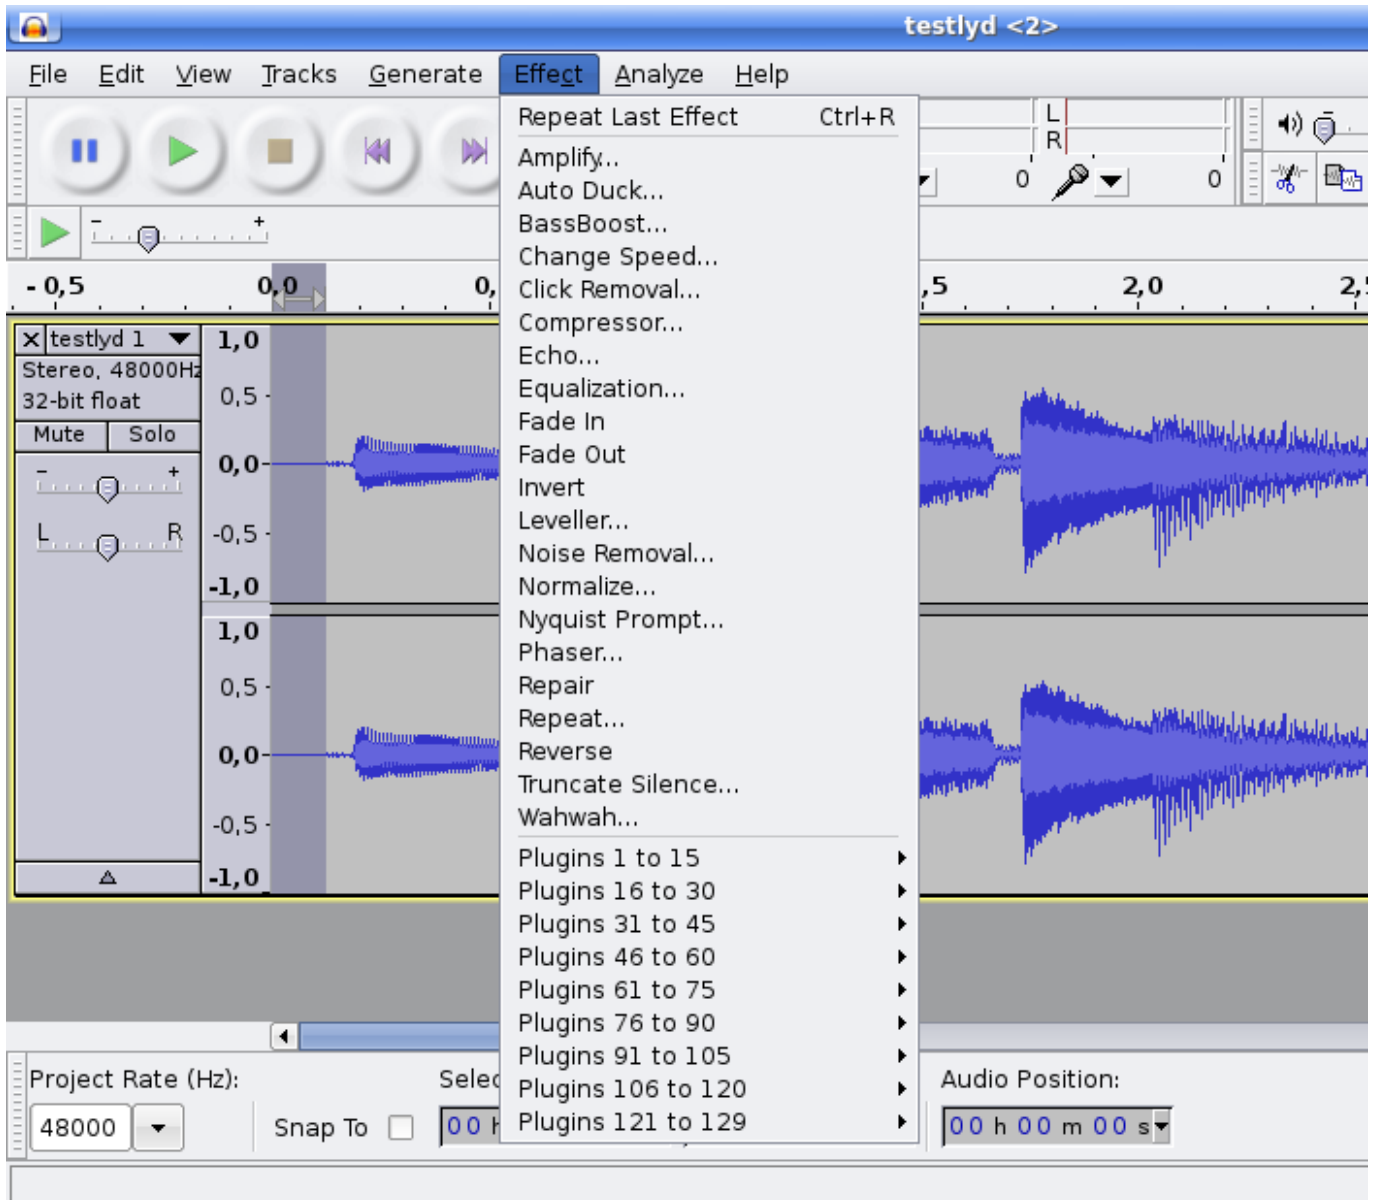 testlyd <2>
File Edit View Tracks Generate Effect Analyze Help
Repeat Last Effect Ctrl+R
Amplify...
Auto Duck...
BassBoost...
Change Speed...
Click Removal...
Compressor...
Echo...
Equalization...
Fade In
Fade Out
Invert
Leveller...
Noise Removal...
Normalize...
Nyquist Prompt...
Phaser...
Repair
Repeat...
Reverse
Truncate Silence...
Wahwah...
Plugins 1 to 15
Plugins 16 to 30
Plugins 31 to 45
Plugins 46 to 60
Plugins 61 to 75
Plugins 76 to 90
Plugins 91 to 105
Plugins 106 to 120
Plugins 121 to 129
L
R
0 0
- +
- 0,5 0,0 0, ,5 2,0 2,
testlyd 1
Stereo, 48000Hz
32-bit float
Mute Solo
- +
L R
1,0
0,5
0,0
-0,5
-1,0
1,0
0,5
0,0
-0,5
-1,0
Project Rate (Hz):
48000
Snap To
00
Audio Position:
00 h 00 m 00 s